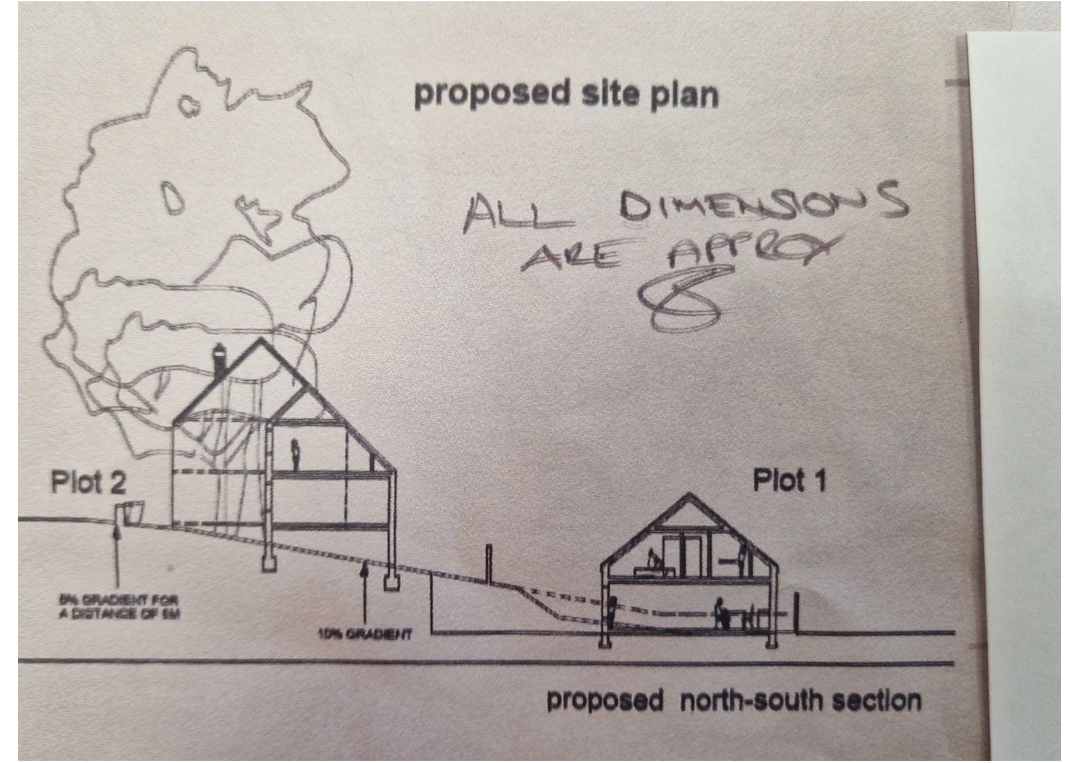 proposed site plan
ALL DIMENSIONS
ARE APPROX
Plot 2
Plot 1
5% GRADIENT FOR
A DISTANCE OF 5M
10% GRADIENT
proposed north-south section